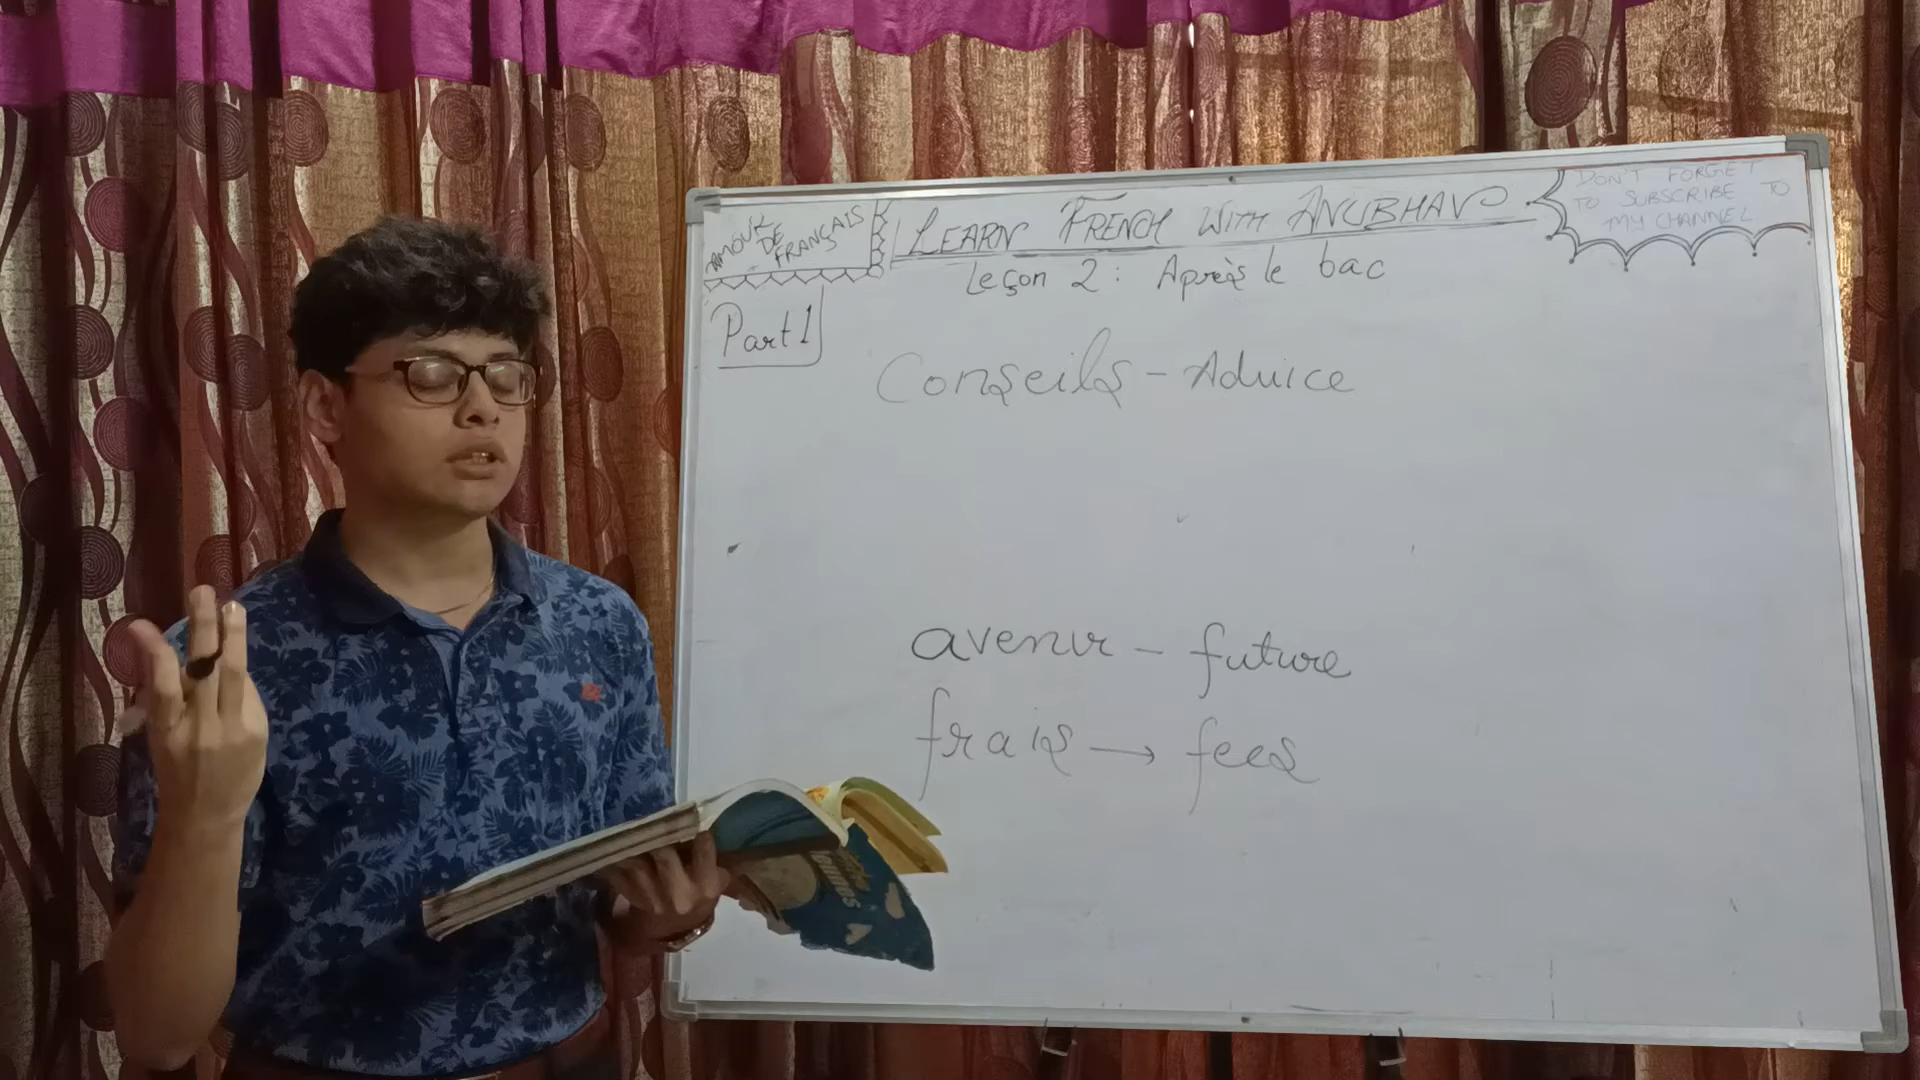 AMOUR
DE
FRANÇAIS
LEARN FRENCH WITH ANUBHAV
DON'T FORGET
TO SUBSCRIBE TO
MY CHANNEL
Leçon 2 : Après le bac
Part 1
Conseils - Advice
avenir - future
frais → fees